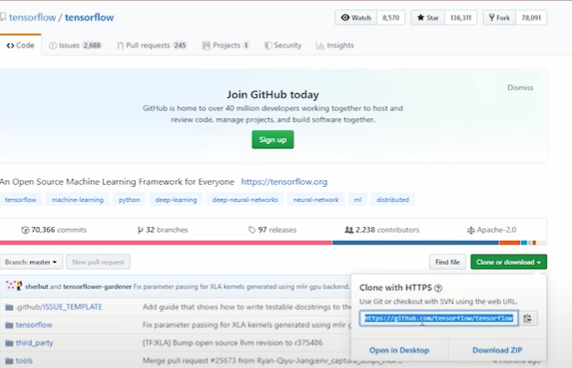 tensorflow / tensorflow
Watch 8,570 Star 136,311 Fork 78,091
Code Issues 2,688 Pull requests 245 Projects 1 Security Insights
Join GitHub today
Dismiss
GitHub is home to over 40 million developers working together to host and
review code, manage projects, and build software together.
Sign up
An Open Source Machine Learning Framework for Everyone https://tensorflow.org
tensorflow machine-learning python deep-learning deep-neural-networks neural-network ml distributed
70,366 commits 32 branches 97 releases 2,238 contributors Apache-2.0
Branch: master New pull request Find file Clone or download
sherhut and tensorflower-gardener Fix parameter passing for XLA kernels generated using mlir gpu backend.
Clone with HTTPS
Use Git or checkout with SVN using the web URL.
https://github.com/tensorflow/tensorflow
Open in Desktop Download ZIP
.github/ISSUE_TEMPLATE Add guide that shows how to write testable docstrings to the
tensorflow Fix parameter passing for XLA kernels generated using mlir g
third_party [TF:XLA] Bump open source llvm revision to r375486
tools Merge pull request #25673 from Ryan-Qiyu-Jiang:env_capture_script
months ago